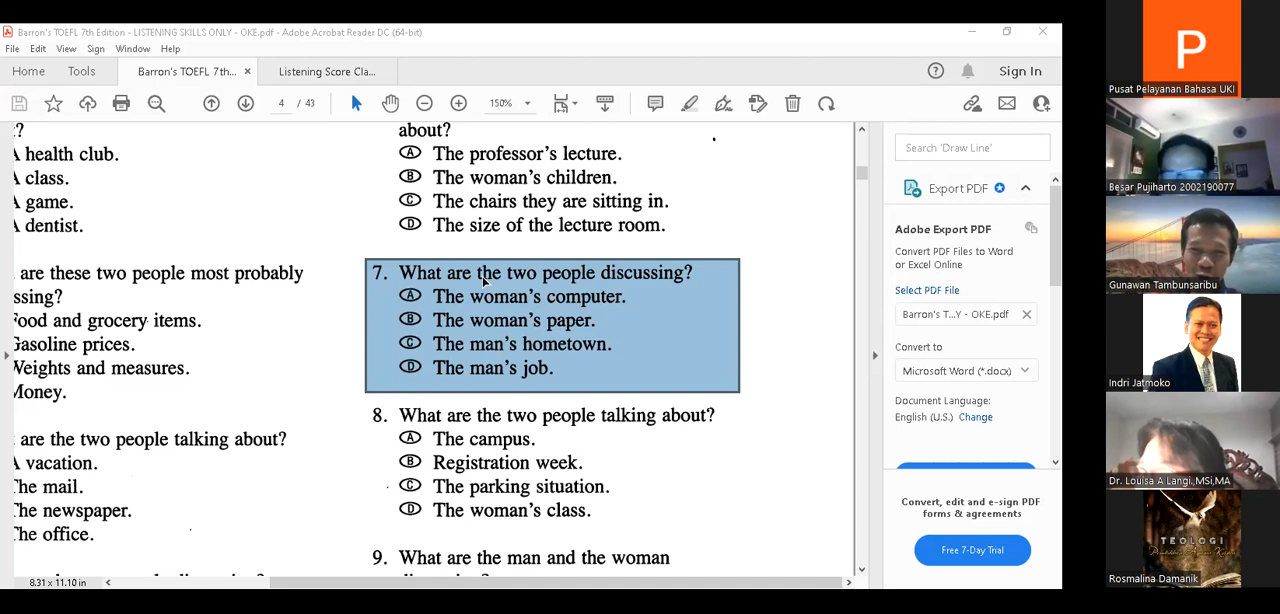 Barron's TOEFL 7th Edition - LISTENING SKILLS ONLY - OKE.pdf - Adobe Acrobat Reader DC (64-bit)
File Edit View Sign Window Help
Home Tools Barron's TOEFL 7th... × Listening Score Cla... Sign In
4 / 43 150%
?
A health club.
A class.
A game.
A dentist.
are these two people most probably
ssing?
Food and grocery items.
Gasoline prices.
Weights and measures.
Money.
are the two people talking about?
A vacation.
The mail.
The newspaper.
The office.
about?
A The professor's lecture.
B The woman's children.
C The chairs they are sitting in.
D The size of the lecture room.
7. What are the two people discussing?
A The woman's computer.
B The woman's paper.
C The man's hometown.
D The man's job.
8. What are the two people talking about?
A The campus.
B Registration week.
C The parking situation.
D The woman's class.
9. What are the man and the woman
8.31 x 11.10 in
Search 'Draw Line'
Export PDF
Adobe Export PDF
Convert PDF Files to Word
or Excel Online
Select PDF File
Barron's T...Y - OKE.pdf
Convert to
Microsoft Word (*.docx)
Document Language:
English (U.S.) Change
Convert, edit and e-sign PDF
forms & agreements
Free 7-Day Trial
P
Pusat Pelayanan Bahasa UKI
Besar Pujiharto 2002190077
Gunawan Tambunsaribu
Indri Jatmoko
Dr. Louisa A Langi.,MSi,MA
TEOLOGI
Rosmalina Damanik